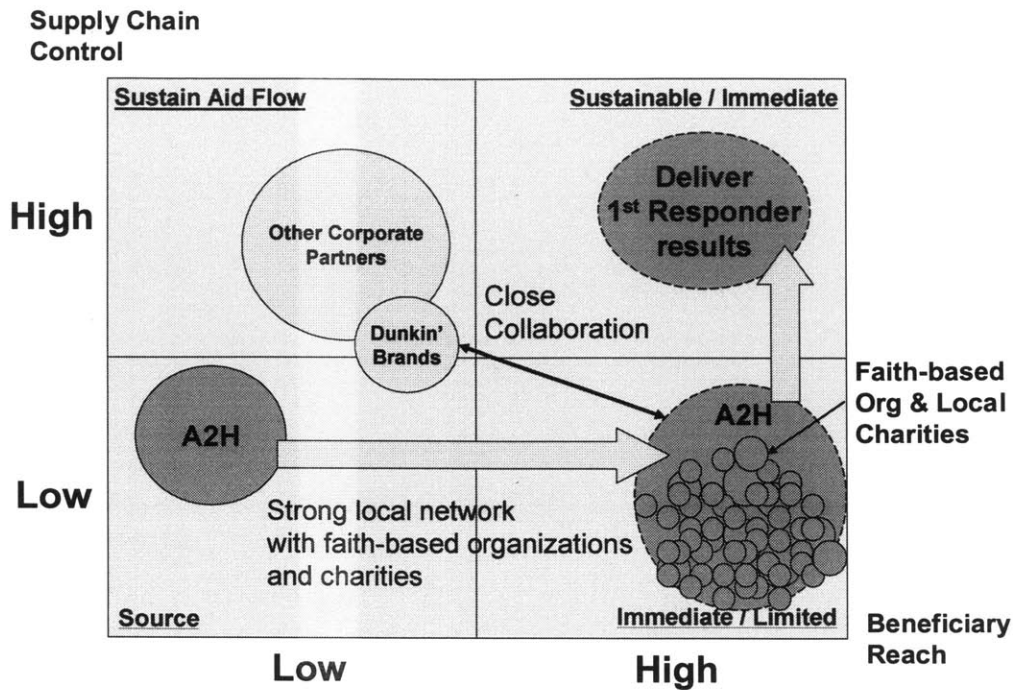 Supply Chain
Control
Sustain Aid Flow
Sustainable / Immediate
High
Other Corporate
Partners
Deliver
1st Responder
results
Close
Collaboration
Dunkin'
Brands
Faith-based
Org & Local
Charities
A2H
A2H
Low
Strong local network
with faith-based organizations
and charities
Source
Immediate / Limited
Beneficiary
Reach
Low
High